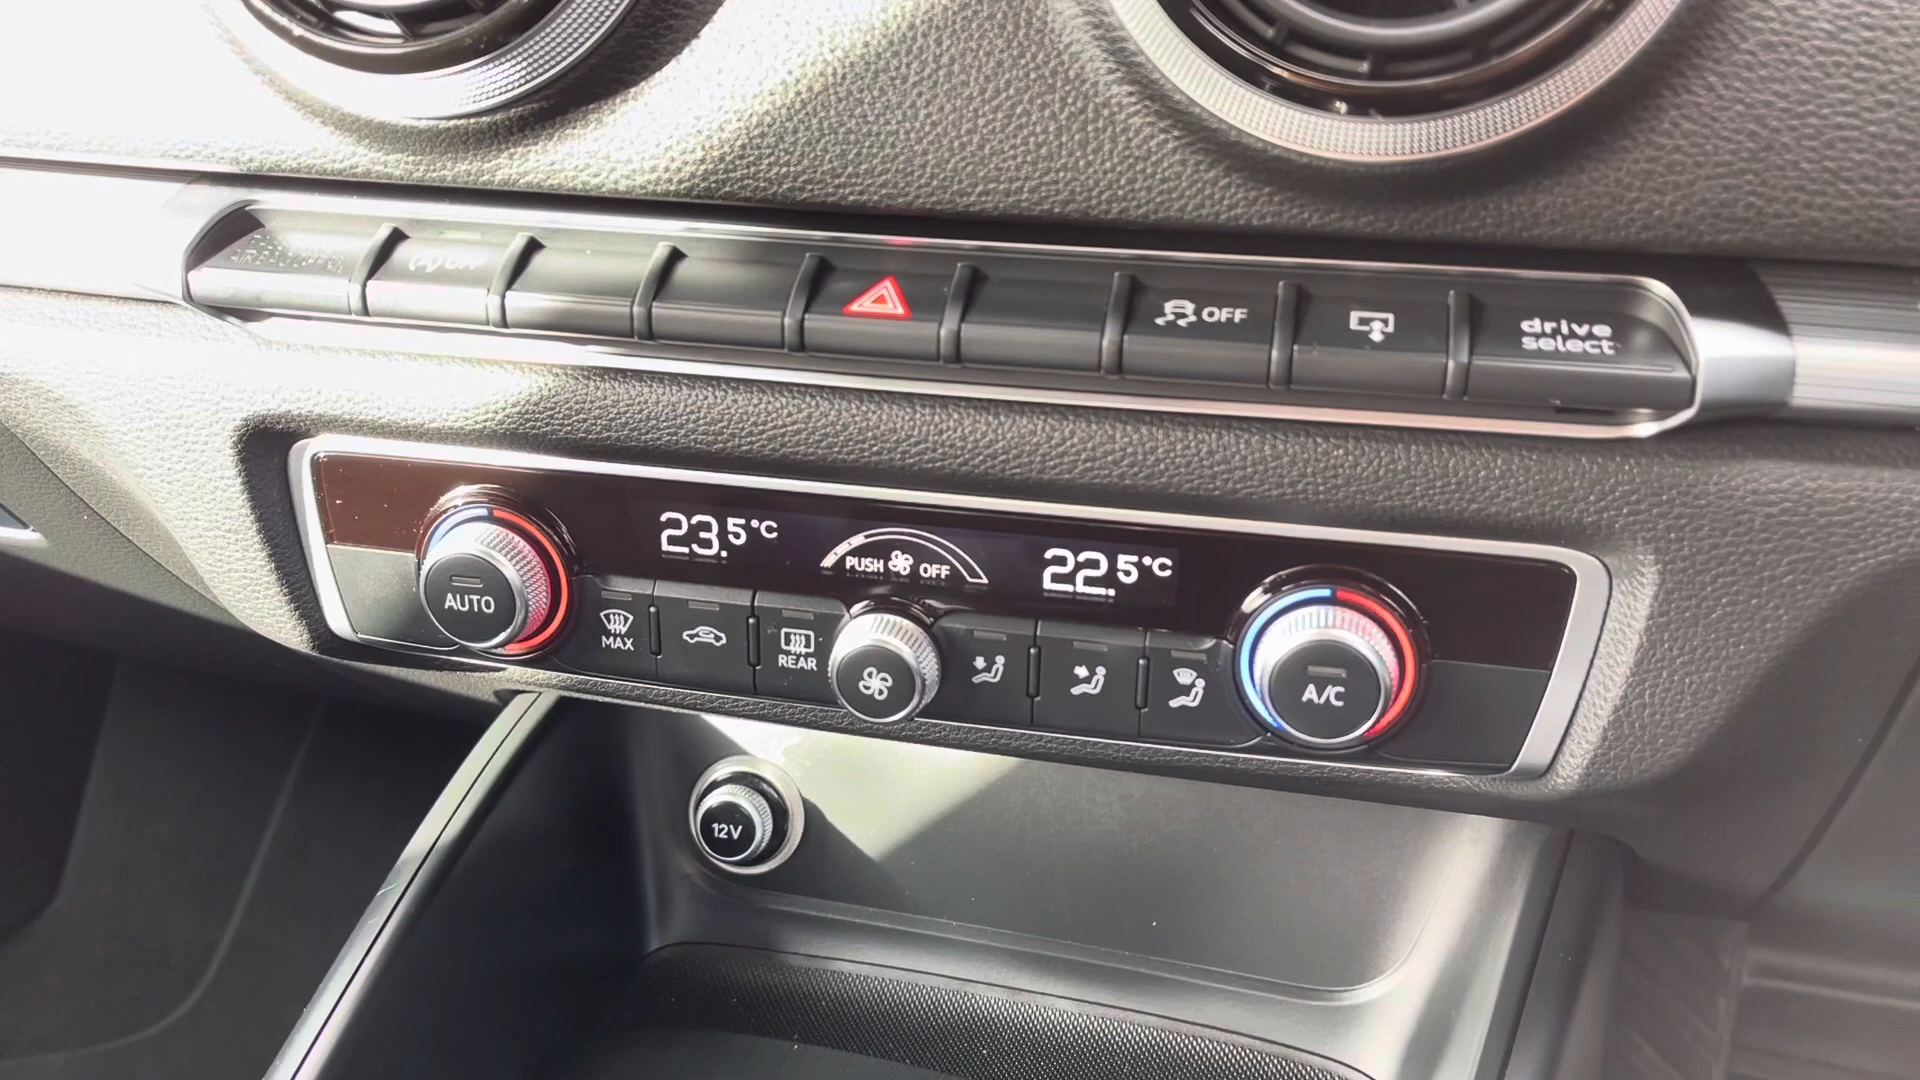 OFF
OFF
drive
select
23.5°C
PUSH OFF
22.5°C
AUTO
MAX
REAR
A/C
12V